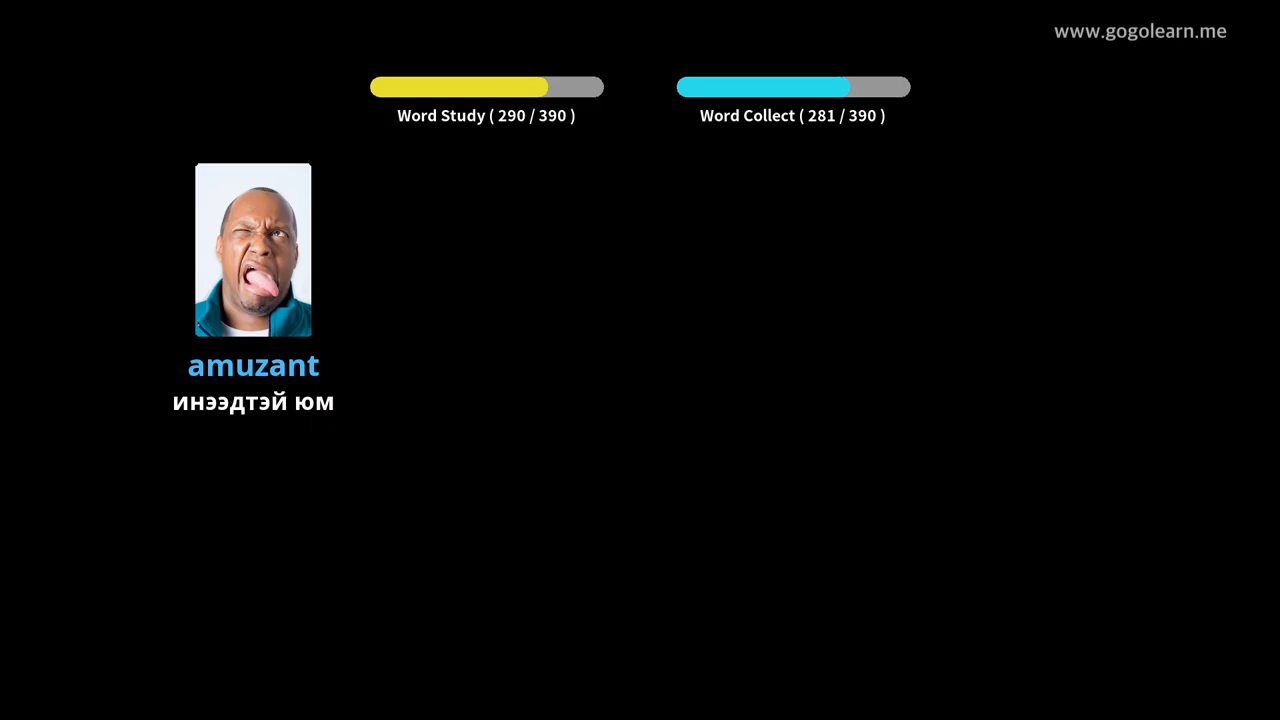 www.gogolearn.me
Word Study ( 290 / 390 )
Word Collect ( 281 / 390 )
amuzant
инээдтэй юм